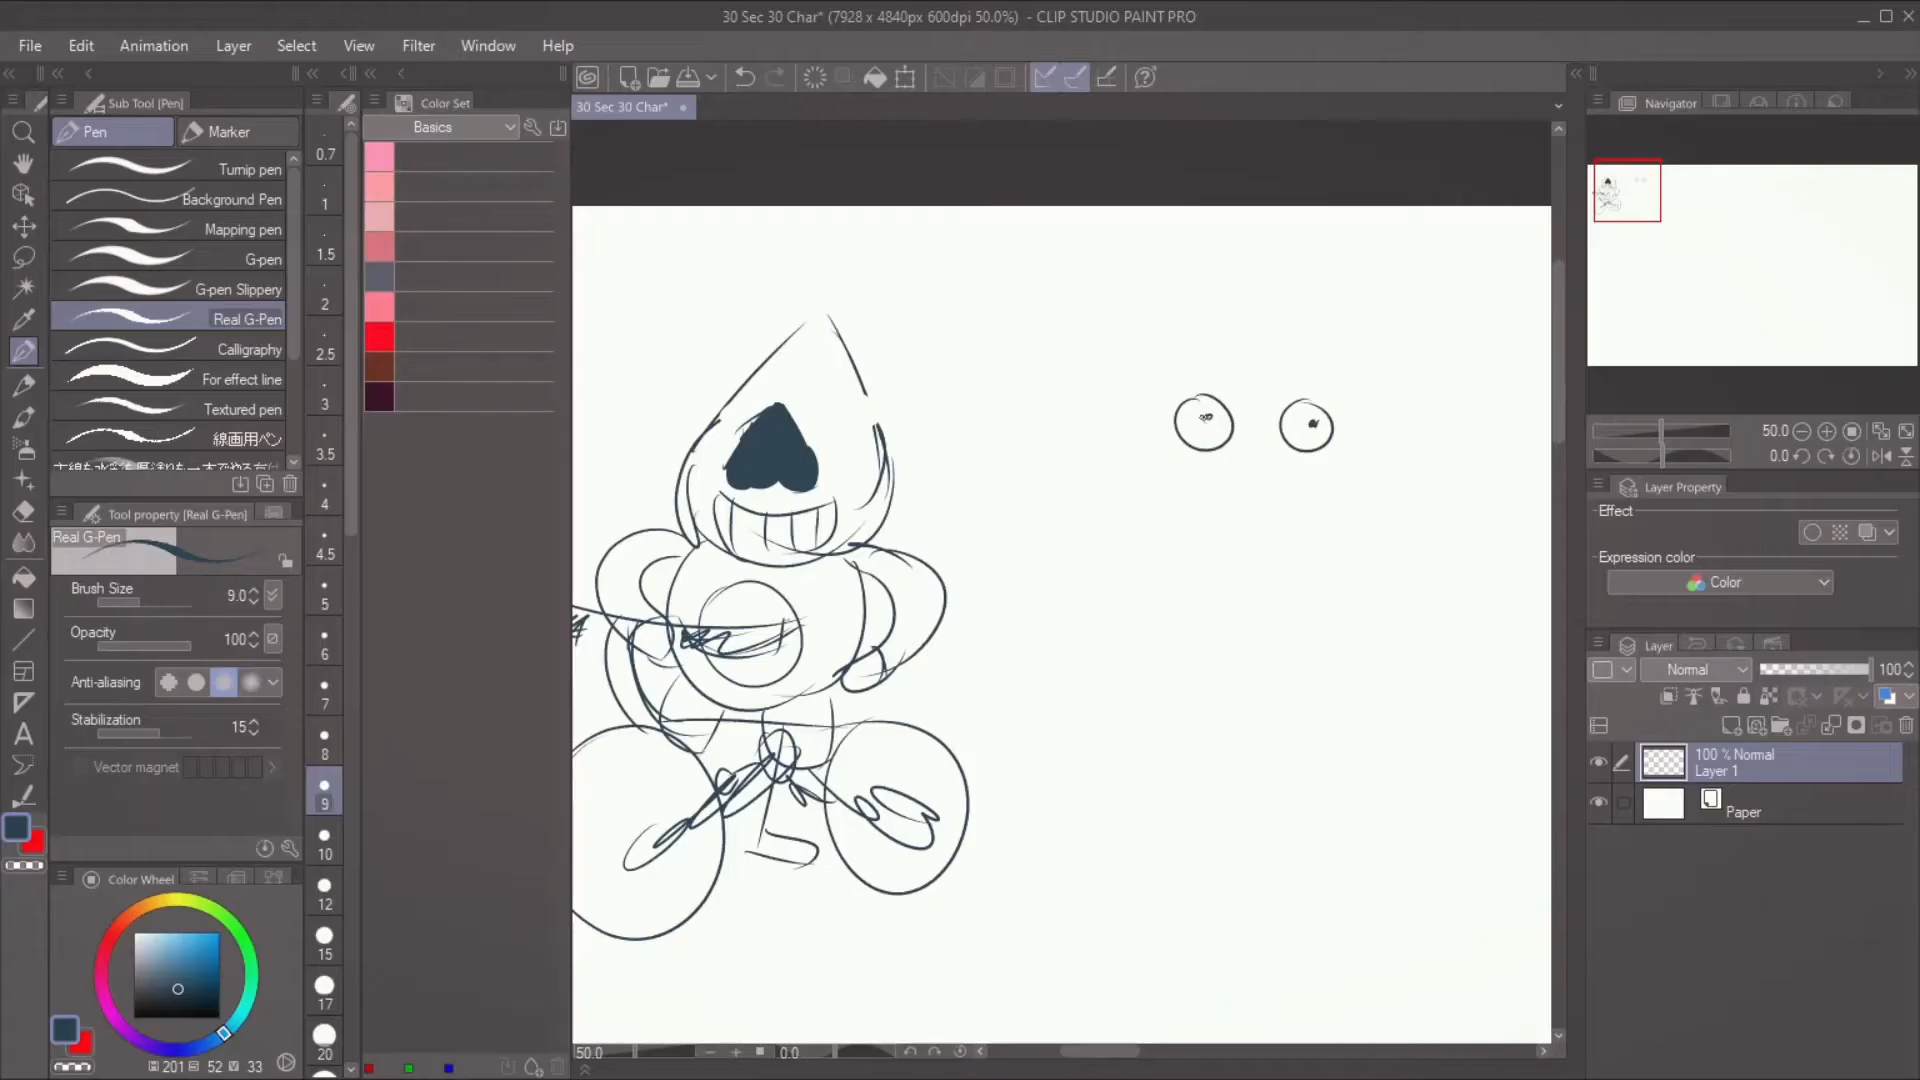 30 Sec 30 Char* (7928 x 4840px 600dpi 50.0%) - CLIP STUDIO PAINT PRO
File Edit Animation Layer Select View Filter Window Help
Sub Tool [Pen]
Color Set
30 Sec 30 Char*
Navigator
Pen
Marker
Basics
Turnip pen
Background Pen
Mapping pen
G-pen
G-pen Slippery
Real G-Pen
Calligraphy
For effect line
Textured pen
線画用ペン
0.7
1
1.5
2
2.5
3
3.5
4
4.5
5
6
7
8
9
10
12
15
17
20
Tool property [Real G-Pen]
Real G-Pen
Brush Size 9.0
Opacity 100
Anti-aliasing
Stabilization 15
Vector magnet
Color Wheel
201 52 33
50.0
0.0
50.0
0.0
Layer Property
Effect
Expression color
Color
Layer
Normal 100
100 % Normal
Layer 1
Paper